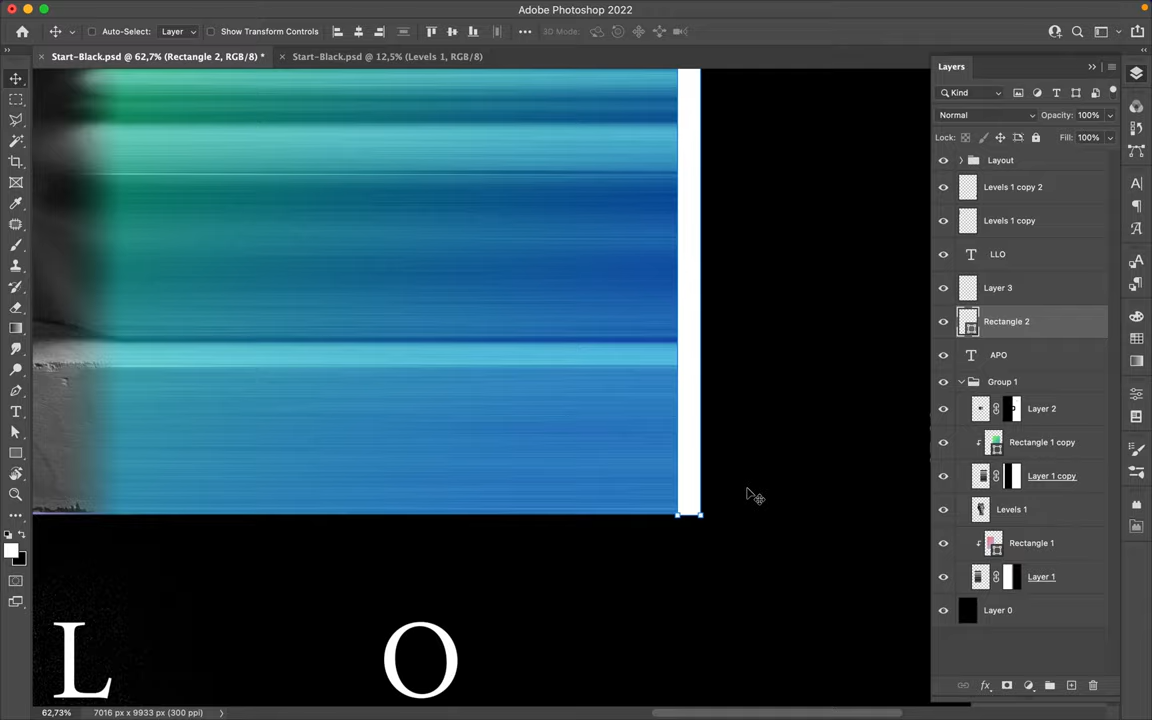 Adobe Photoshop 2022
Auto-Select: Layer Show Transform Controls 3D Mode:
Start-Black.psd @ 62,7% (Rectangle 2, RGB/8) * Start-Black.psd @ 12,5% (Levels 1, RGB/8)
Layers
Kind
Normal Opacity: 100%
Lock: Fill: 100%
Layout
Levels 1 copy 2
Levels 1 copy
LLO
Layer 3
Rectangle 2
APO
Group 1
Layer 2
Rectangle 1 copy
Layer 1 copy
Levels 1
Rectangle 1
Layer 1
Layer 0
L O
62,73% 7016 px x 9933 px (300 ppi)